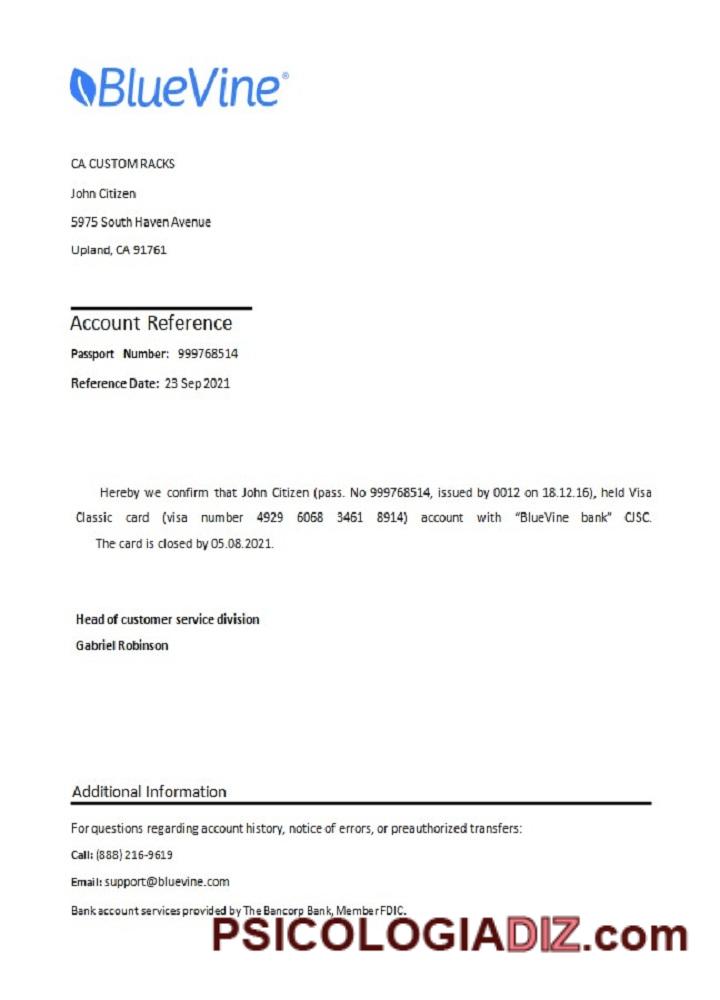 BlueVine®
CA CUSTOM RACKS
John Citizen
5975 South Haven Avenue
Upland, CA 91761
Account Reference
Passport Number: 999768514
Reference Date: 23 Sep 2021
Hereby we confirm that John Citizen (pass. No 999768514, issued by 0012 on 18.12.16), held Visa
Classic card (visa number 4929 6068 3461 8914) account with “BlueVine bank” CJSC.
The card is closed by 05.08.2021.
Head of customer service division
Gabriel Robinson
Additional Information
For questions regarding account history, notice of errors, or preauthorized transfers:
Call: (888) 216-9619
Email: support@bluevine.com
Bank account services provided by The Bancorp Bank, Member FDIC.
PSICOLOGIADIZ.com